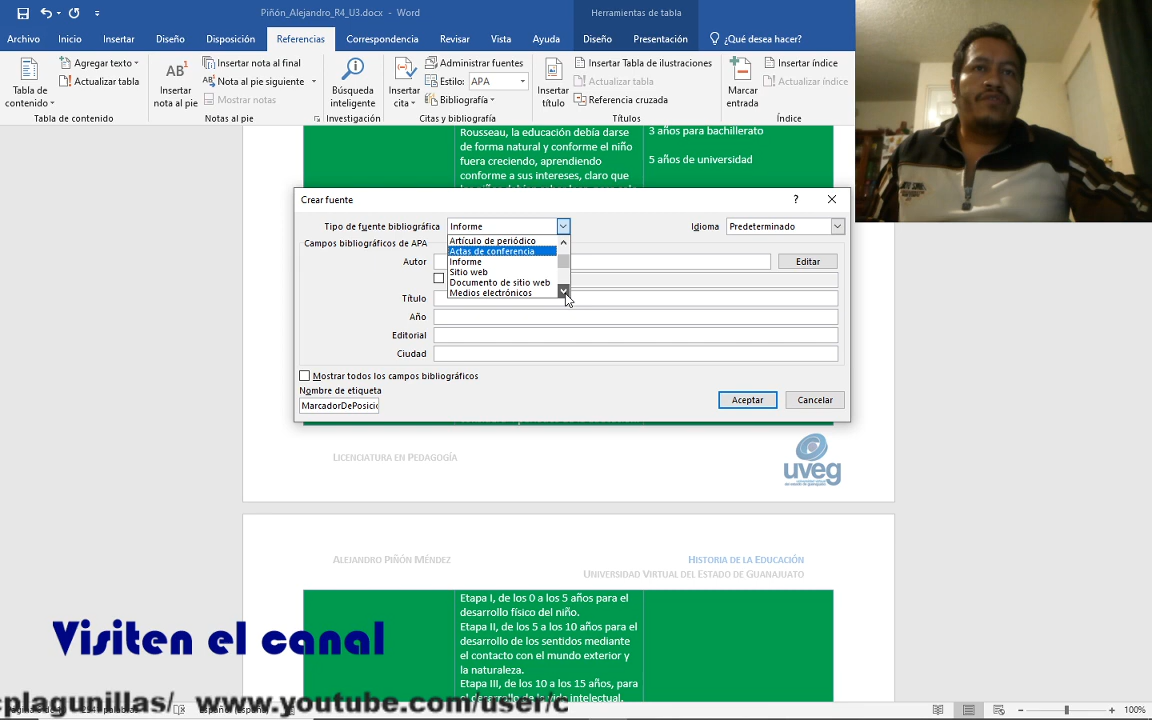 Piñón_Alejandro_R4_U3.docx - Word
Herramientas de tabla
Archivo Inicio Insertar Diseño Disposición Referencias Correspondencia Revisar Vista Ayuda Diseño Presentación ¿Qué desea hacer?
Tabla de contenido
Agregar texto
Actualizar tabla
Tabla de contenido
AB1
Insertar nota al pie
Insertar nota al final
Nota al pie siguiente
Mostrar notas
Notas al pie
Búsqueda inteligente
Investigación
Insertar cita
Administrar fuentes
Estilo: APA
Bibliografía
Citas y bibliografía
Insertar título
Insertar Tabla de ilustraciones
Actualizar tabla
Referencia cruzada
Títulos
Marcar entrada
Insertar índice
Actualizar índice
Índice
Rousseau, la educación debía darse
de forma natural y conforme el niño
fuera creciendo, aprendiendo
conforme a sus intereses, claro que
3 años para bachillerato
5 años de universidad
Crear fuente
Tipo de fuente bibliográfica Informe
Idioma Predeterminado
Artículo de periódico
Actas de conferencia
Informe
Sitio web
Documento de sitio web
Medios electrónicos
Campos bibliográficos de APA
Autor
Editar
Título
Año
Editorial
Ciudad
Mostrar todos los campos bibliográficos
Nombre de etiqueta
MarcadorDePosici
Aceptar Cancelar
LICENCIATURA EN PEDAGOGÍA
uveg
ALEJANDRO PIÑÓN MÉNDEZ
HISTORIA DE LA EDUCACIÓN
UNIVERSIDAD VIRTUAL DEL ESTADO DE GUANAJUATO
Etapa I, de los 0 a los 5 años para el
desarrollo físico del niño.
Etapa II, de los 5 a los 10 años para el
desarrollo de los sentidos mediante
el contacto con el mundo exterior y
la naturaleza.
Etapa III, de los 10 a los 15 años, para
el desarrollo de la vida intelectual.
Visiten el canal
plagunillas/ www.youtube.com/user/c
100%